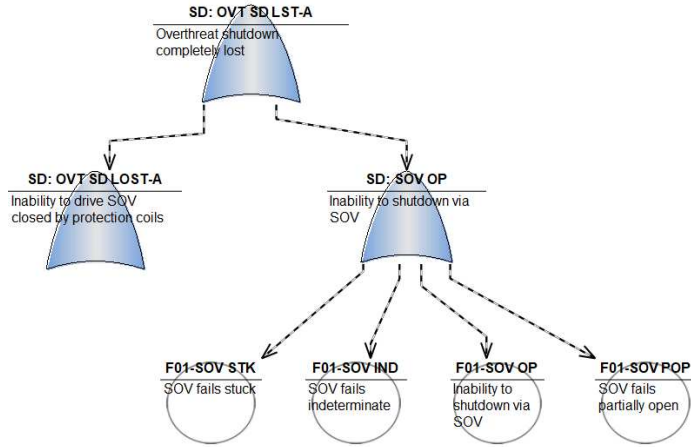 SD: OVT SD LST-A
Overthreat shutdown
completely lost
SD: OVT SD LOST-A
Inability to drive SOV
closed by protection coils
SD: SOV OP
Inability to shutdown via
SOV
F01-SOV STK
SOV fails stuck
F01-SOV IND
SOV fails
indeterminate
F01-SOV OP
Inability to
shutdown via
SOV
F01-SOV POP
SOV fails
partially open